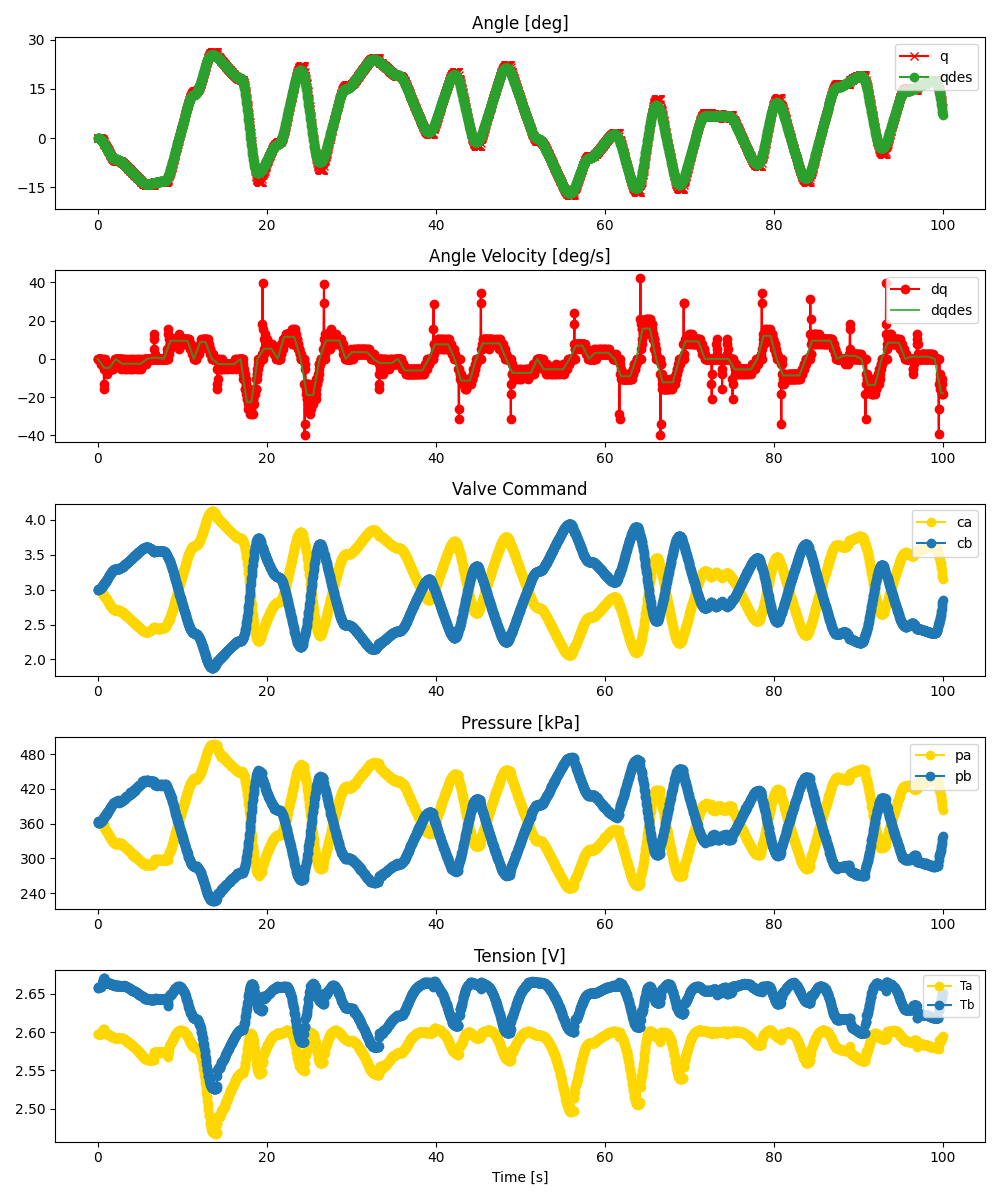 Angle [deg]
30
15
0
−15
q
qdes
0 20 40 60 80 100
Angle Velocity [deg/s]
40
20
0
−20
−40
dq
dqdes
0 20 40 60 80 100
Valve Command
4.0
3.5
3.0
2.5
2.0
ca
cb
0 20 40 60 80 100
Pressure [kPa]
480
420
360
300
240
pa
pb
0 20 40 60 80 100
Tension [V]
2.65
2.60
2.55
2.50
Ta
Tb
0 20 40 60 80 100
Time [s]